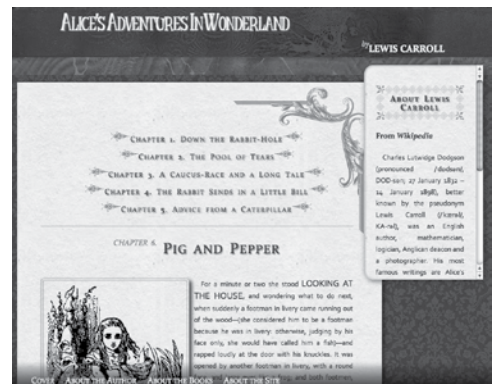 ALICE'S ADVENTURES IN WONDERLAND
by LEWIS CARROLL
CHAPTER 1. DOWN THE RABBIT-HOLE
CHAPTER 2. THE POOL OF TEARS
CHAPTER 3. A CAUCUS-RACE AND A LONG TALE
CHAPTER 4. THE RABBIT SENDS IN A LITTLE BILL
CHAPTER 5. ADVICE FROM A CATERPILLAR
CHAPTER 6. PIG AND PEPPER
For a minute or two she stood LOOKING AT
THE HOUSE, and wondering what to do next,
when suddenly a footman in livery came running out
of the wood—(she considered him to be a footman
because he was in livery: otherwise, judging by his
face only, she would have called him a fish)—and
rapped loudly at the door with his knuckles. It was
opened by another footman in livery, with a round
frog; and both footmen,
ABOUT LEWIS
CARROLL
From Wikipedia
Charles Lutwidge Dodgson
(pronounced /ˈdɒdsən/,
DOD-sən; 27 January 1832 –
14 January 1898), better
known by the pseudonym
Lewis Carroll (/ˈkærəl/,
KA-rəl), was an English
author, mathematician,
logician, Anglican deacon and
a photographer. His most
famous writings are Alice's
COVER ABOUT THE AUTHOR ABOUT THE BOOKS ABOUT THE SITE